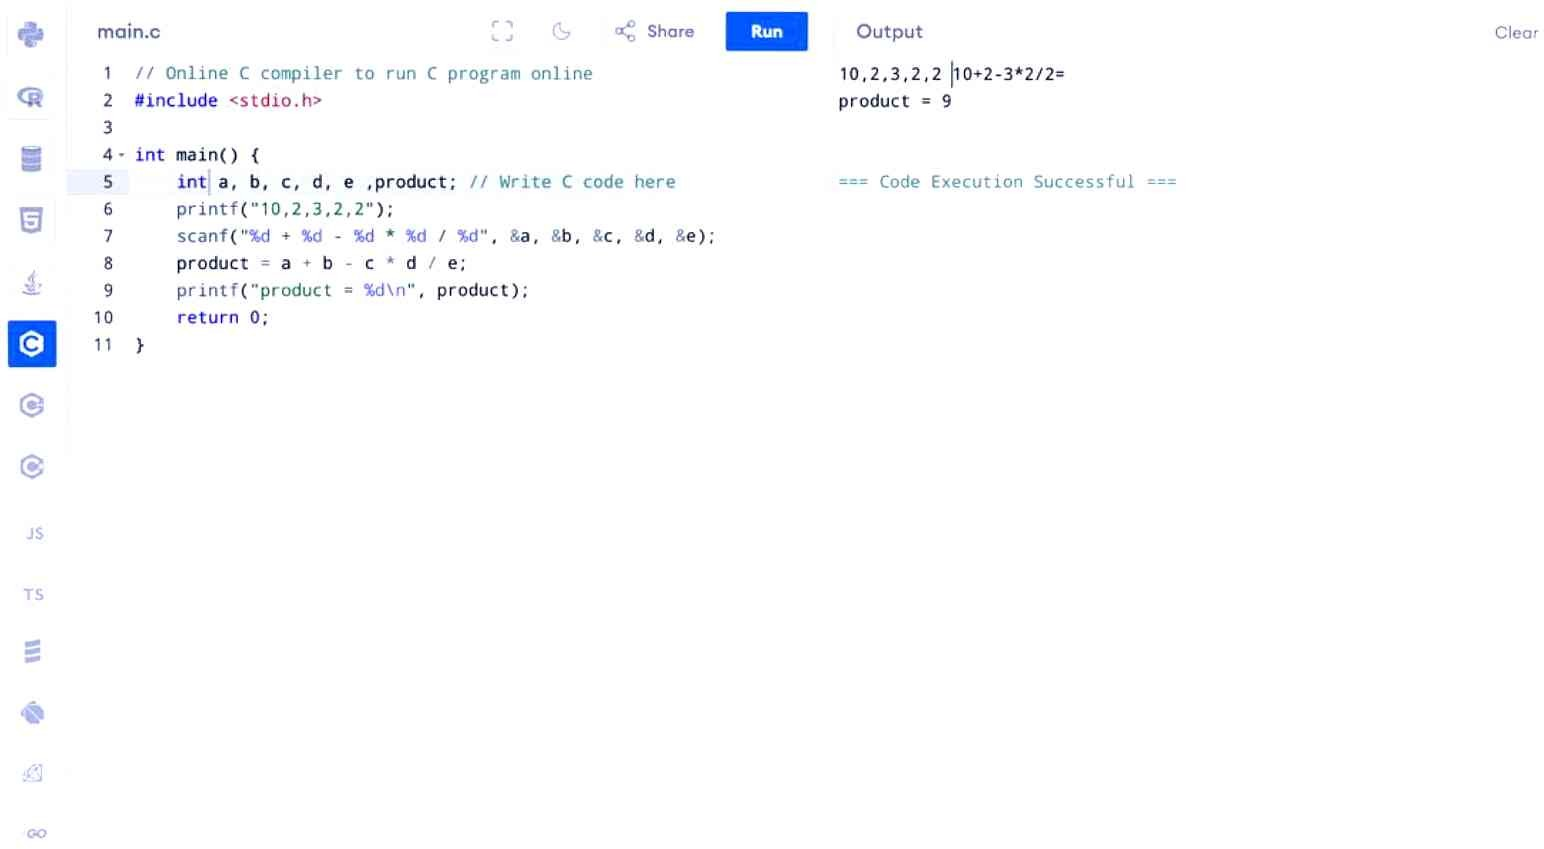 main.c
Share
Run
Output
Clear
1 // Online C compiler to run C program online
2 #include <stdio.h>
3
4 int main() {
5 int a, b, c, d, e ,product; // Write C code here
6 printf("10,2,3,2,2");
7 scanf("%d + %d - %d * %d / %d", &a, &b, &c, &d, &e);
8 product = a + b - c * d / e;
9 printf("product = %d\n", product);
10 return 0;
11 }
10,2,3,2,2 10+2-3*2/2=
product = 9
=== Code Execution Successful ===
R
5
C
C
C
JS
TS
GO